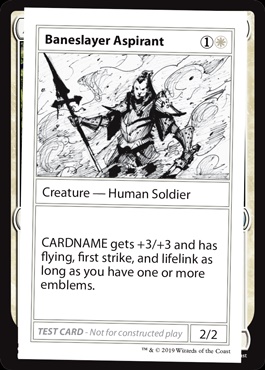 Baneslayer Aspirant 1
Creature — Human Soldier
CARDNAME gets +3/+3 and has
flying, first strike, and lifelink as
long as you have one or more
emblems.
TEST CARD - Not for constructed play
2/2
™ & © 2019 Wizards of the Coast